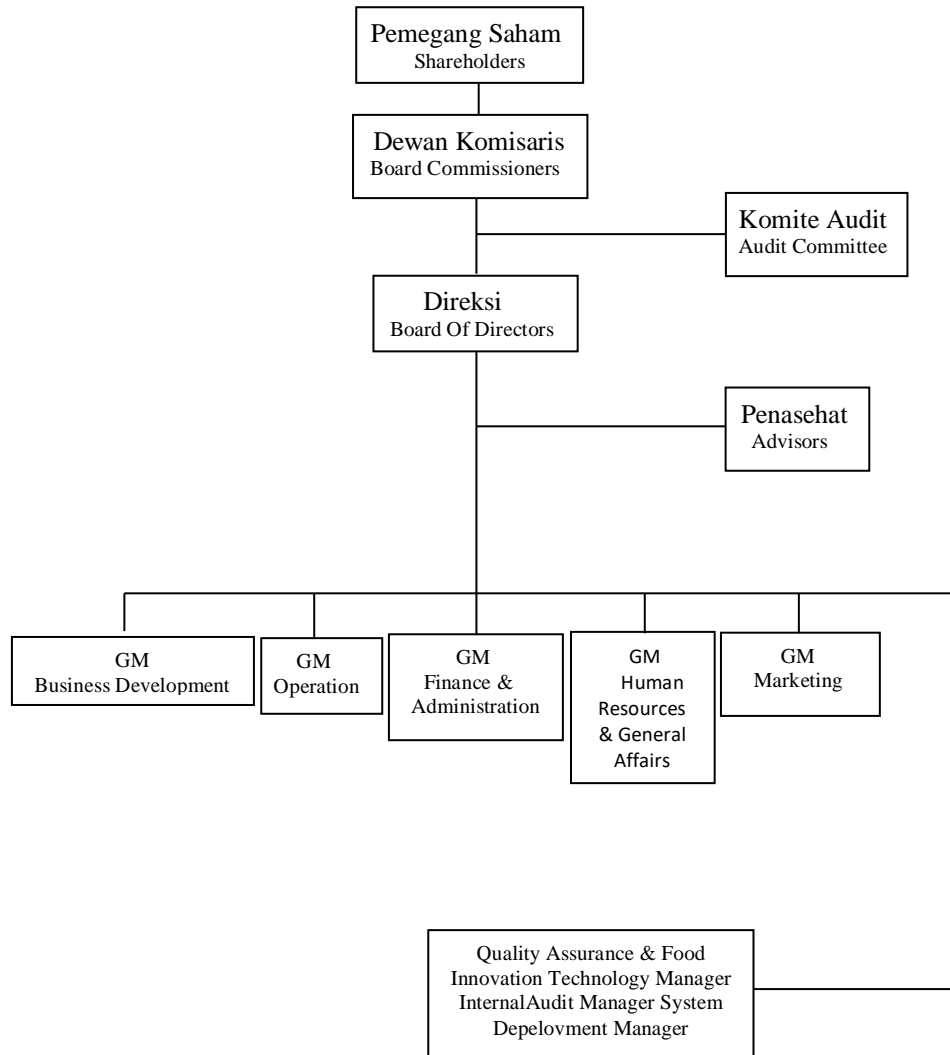 Pemegang Saham
Shareholders
Dewan Komisaris
Board Commissioners
Komite Audit
Audit Committee
Direksi
Board Of Directors
Penasehat
Advisors
GM
Business Development
GM
Operation
GM
Finance &
Administration
GM
Human
Resources
& General
Affairs
GM
Marketing
Quality Assurance & Food
Innovation Technology Manager
InternalAudit Manager System
Depelovment Manager